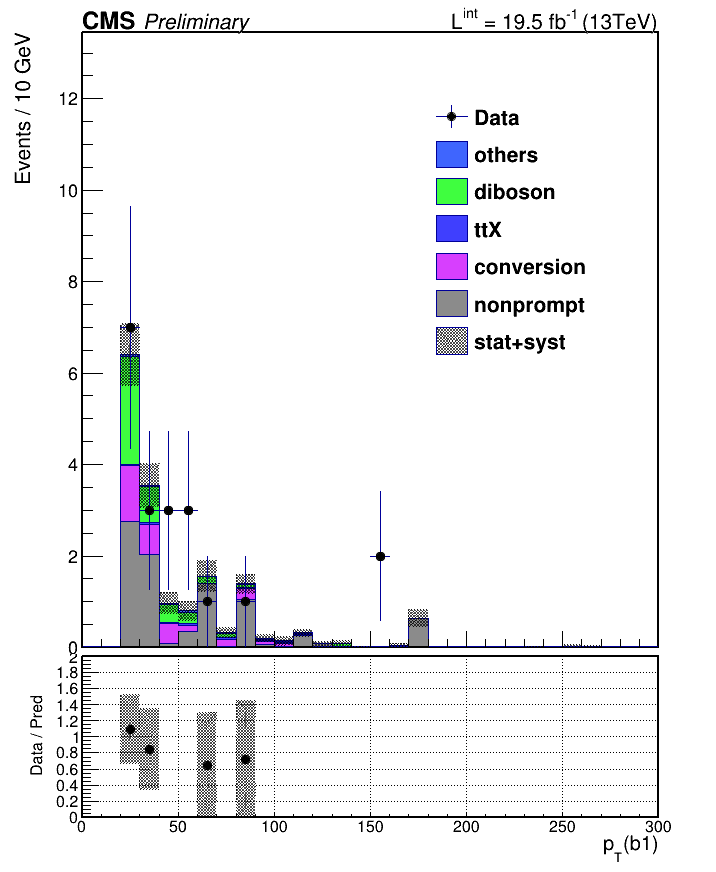 CMS Preliminary
L^int = 19.5 fb^-1 (13TeV)
Events / 10 GeV
12
10
8
6
4
2
0
Data
others
diboson
ttX
conversion
nonprompt
stat+syst
Data / Pred
2
1.8
1.6
1.4
1.2
1
0.8
0.6
0.4
0.2
0
0 50 100 150 200 250 300
p_T(b1)